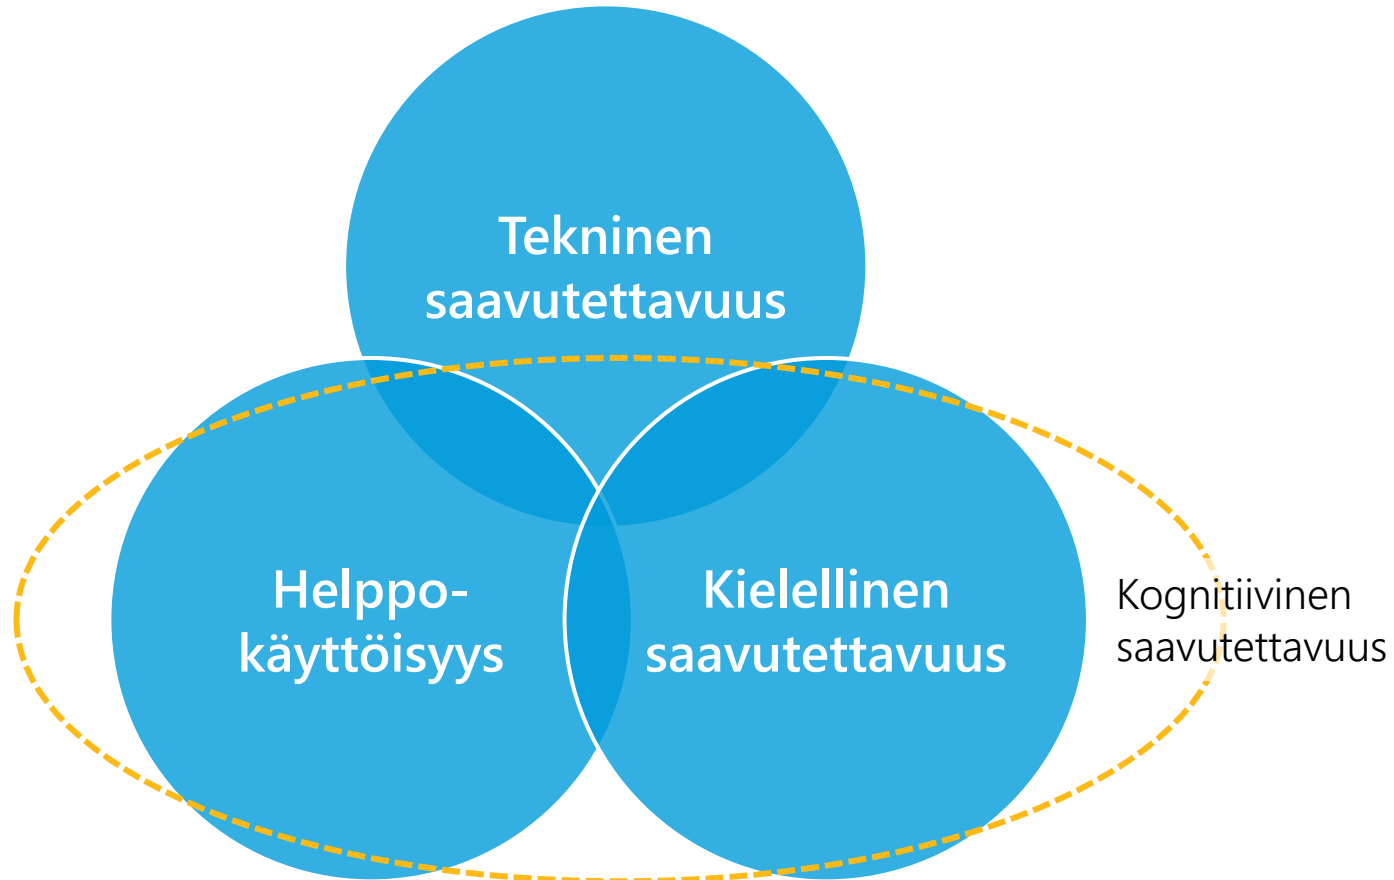 Tekninen
saavutettavuus
Helppo-
käyttöisyys
Kielellinen
saavutettavuus
Kognitiivinen
saavutettavuus